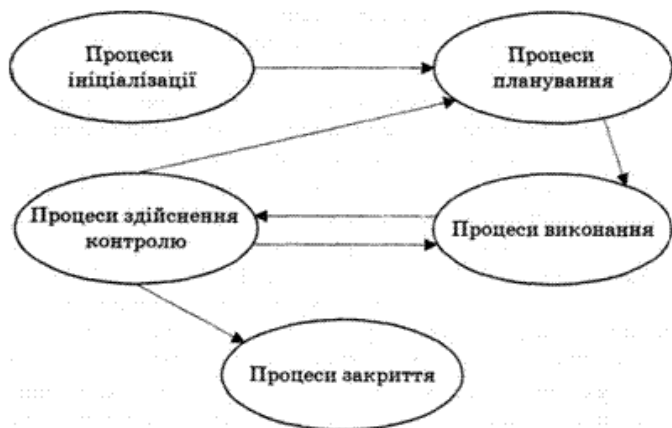 Процеси
ініціалізації
Процеси
планування
Процеси здійснення
контролю
Процеси виконання
Процеси закриття